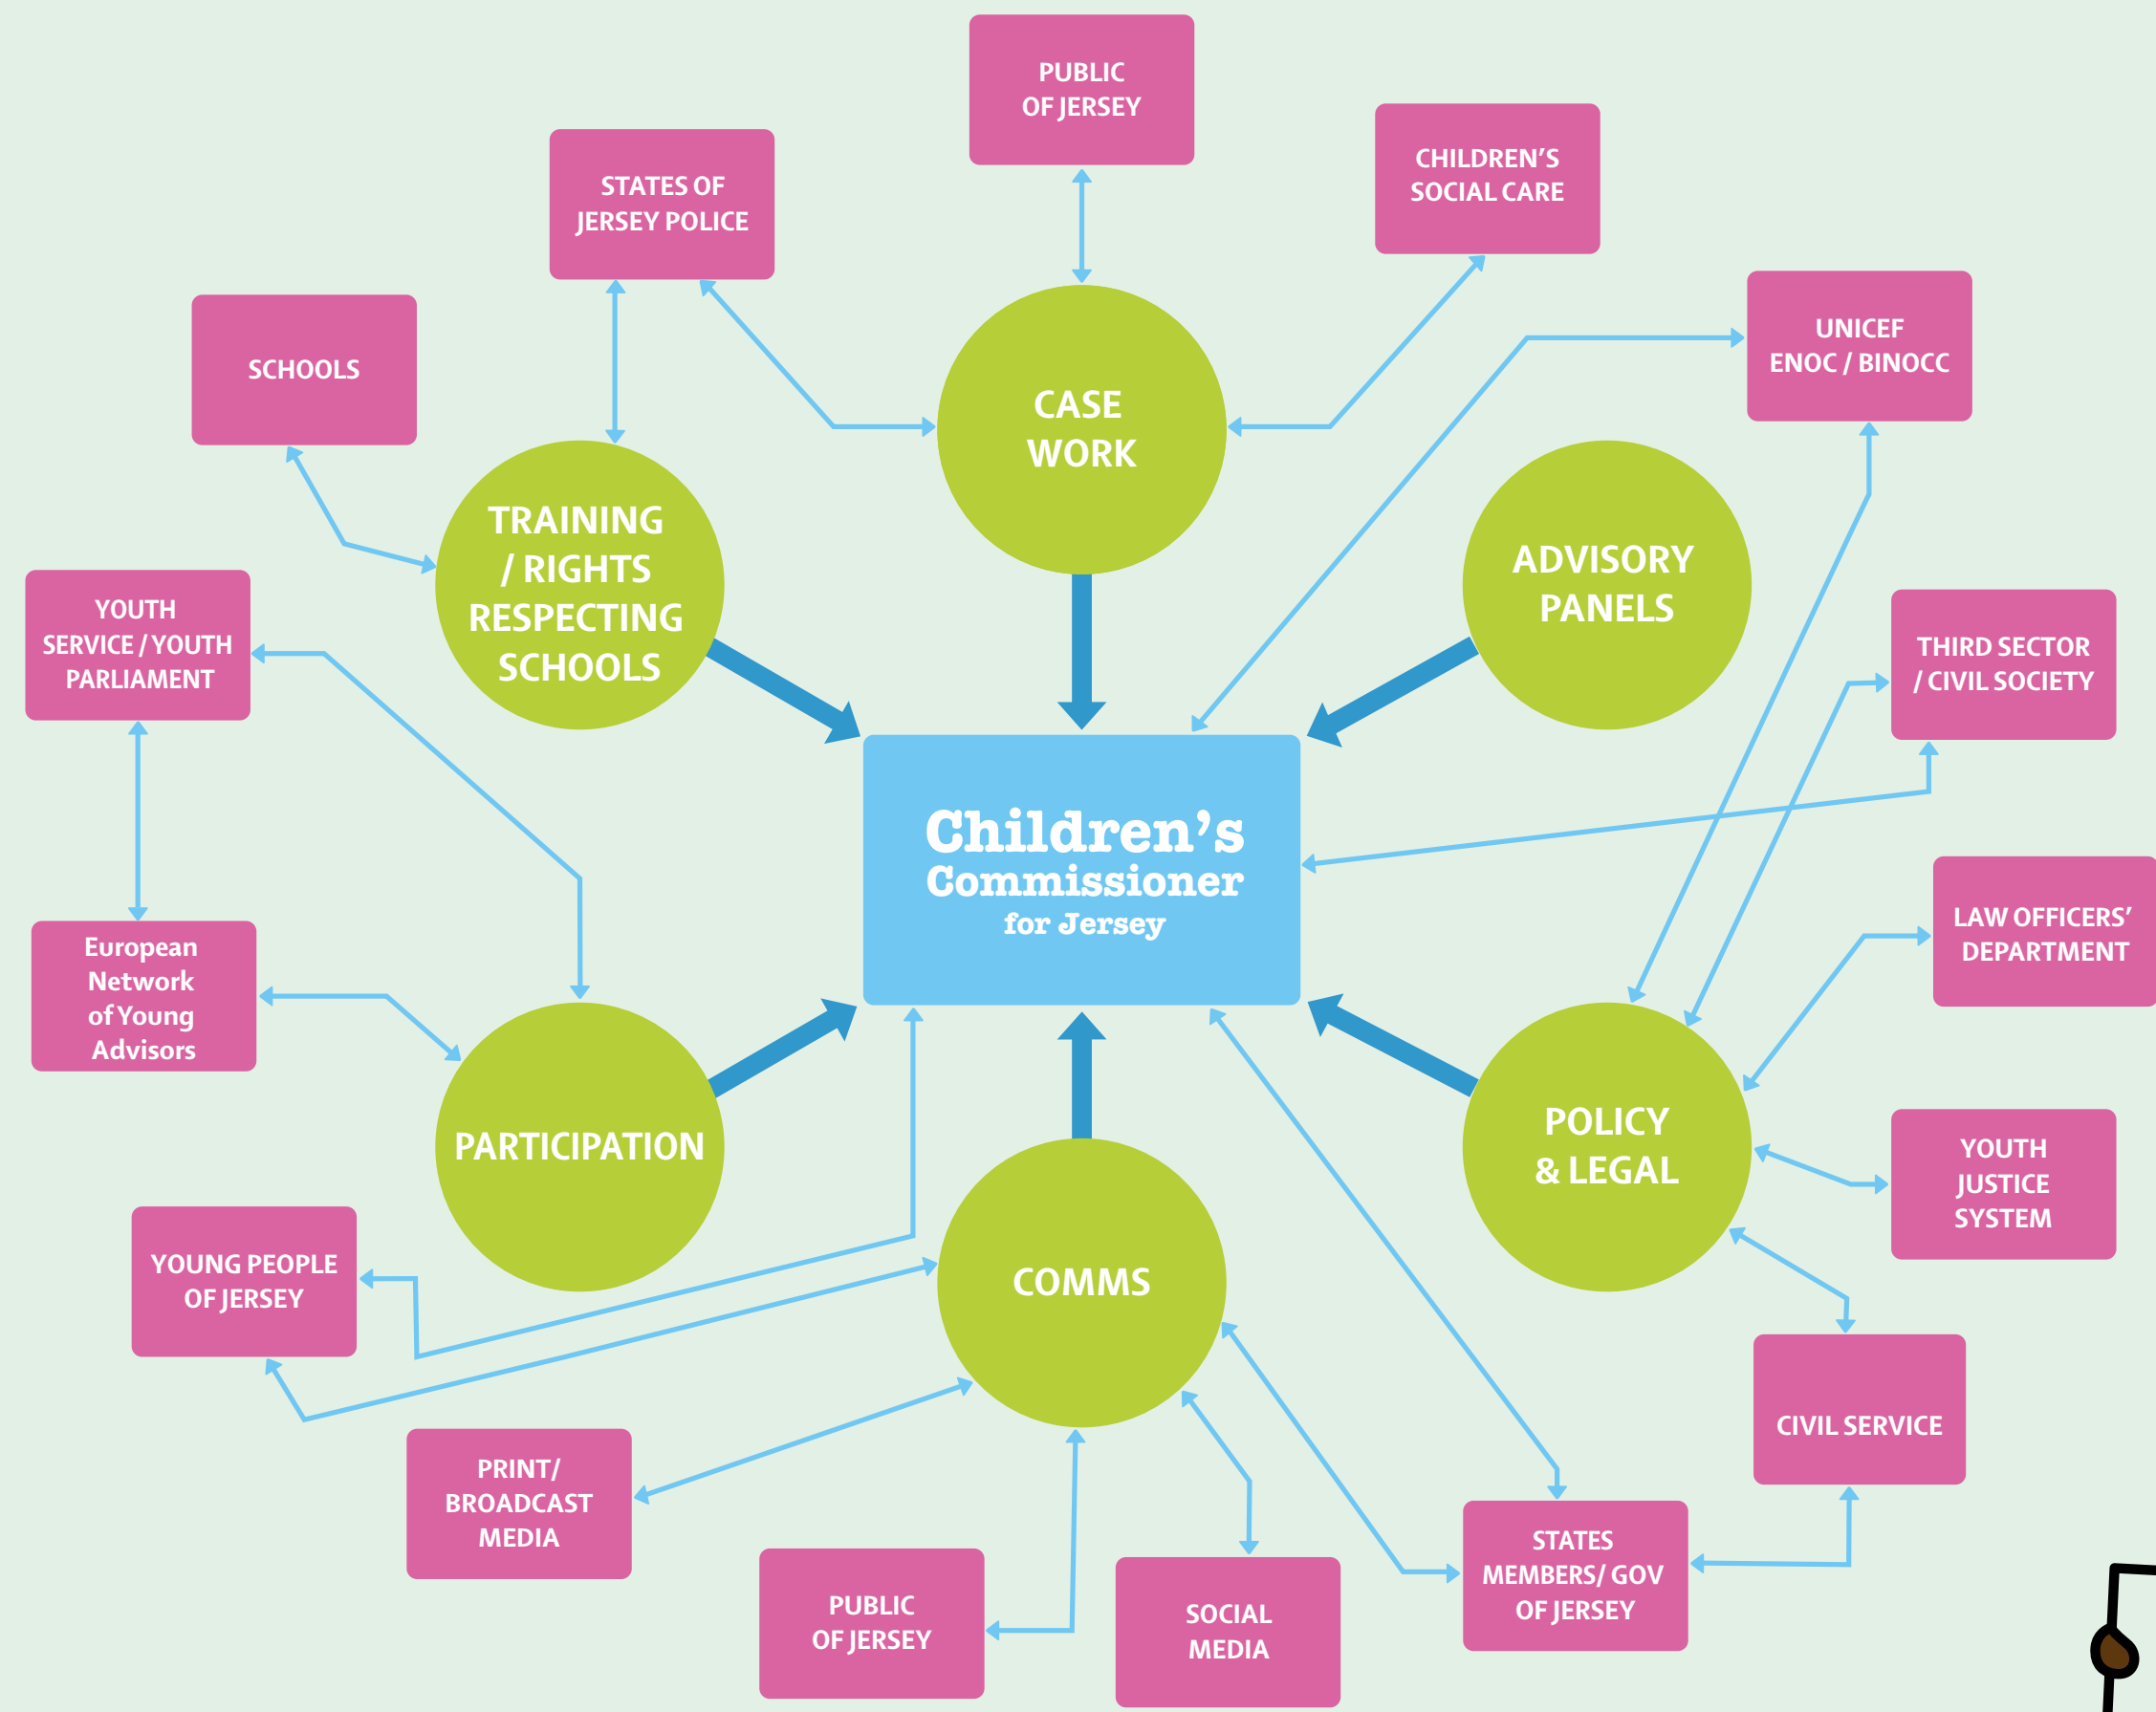 PUBLIC
OF JERSEY
CHILDREN'S
SOCIAL CARE
STATES OF
JERSEY POLICE
UNICEF
ENOC / BINOCC
SCHOOLS
CASE
WORK
TRAINING
/ RIGHTS
RESPECTING
SCHOOLS
ADVISORY
PANELS
YOUTH
SERVICE / YOUTH
PARLIAMENT
THIRD SECTOR
/ CIVIL SOCIETY
Children's
Commissioner
for Jersey
LAW OFFICERS'
DEPARTMENT
European
Network
of Young
Advisors
PARTICIPATION
POLICY
& LEGAL
YOUTH
JUSTICE
SYSTEM
YOUNG PEOPLE
OF JERSEY
COMMS
CIVIL SERVICE
PRINT/
BROADCAST
MEDIA
PUBLIC
OF JERSEY
SOCIAL
MEDIA
STATES
MEMBERS/ GOV
OF JERSEY